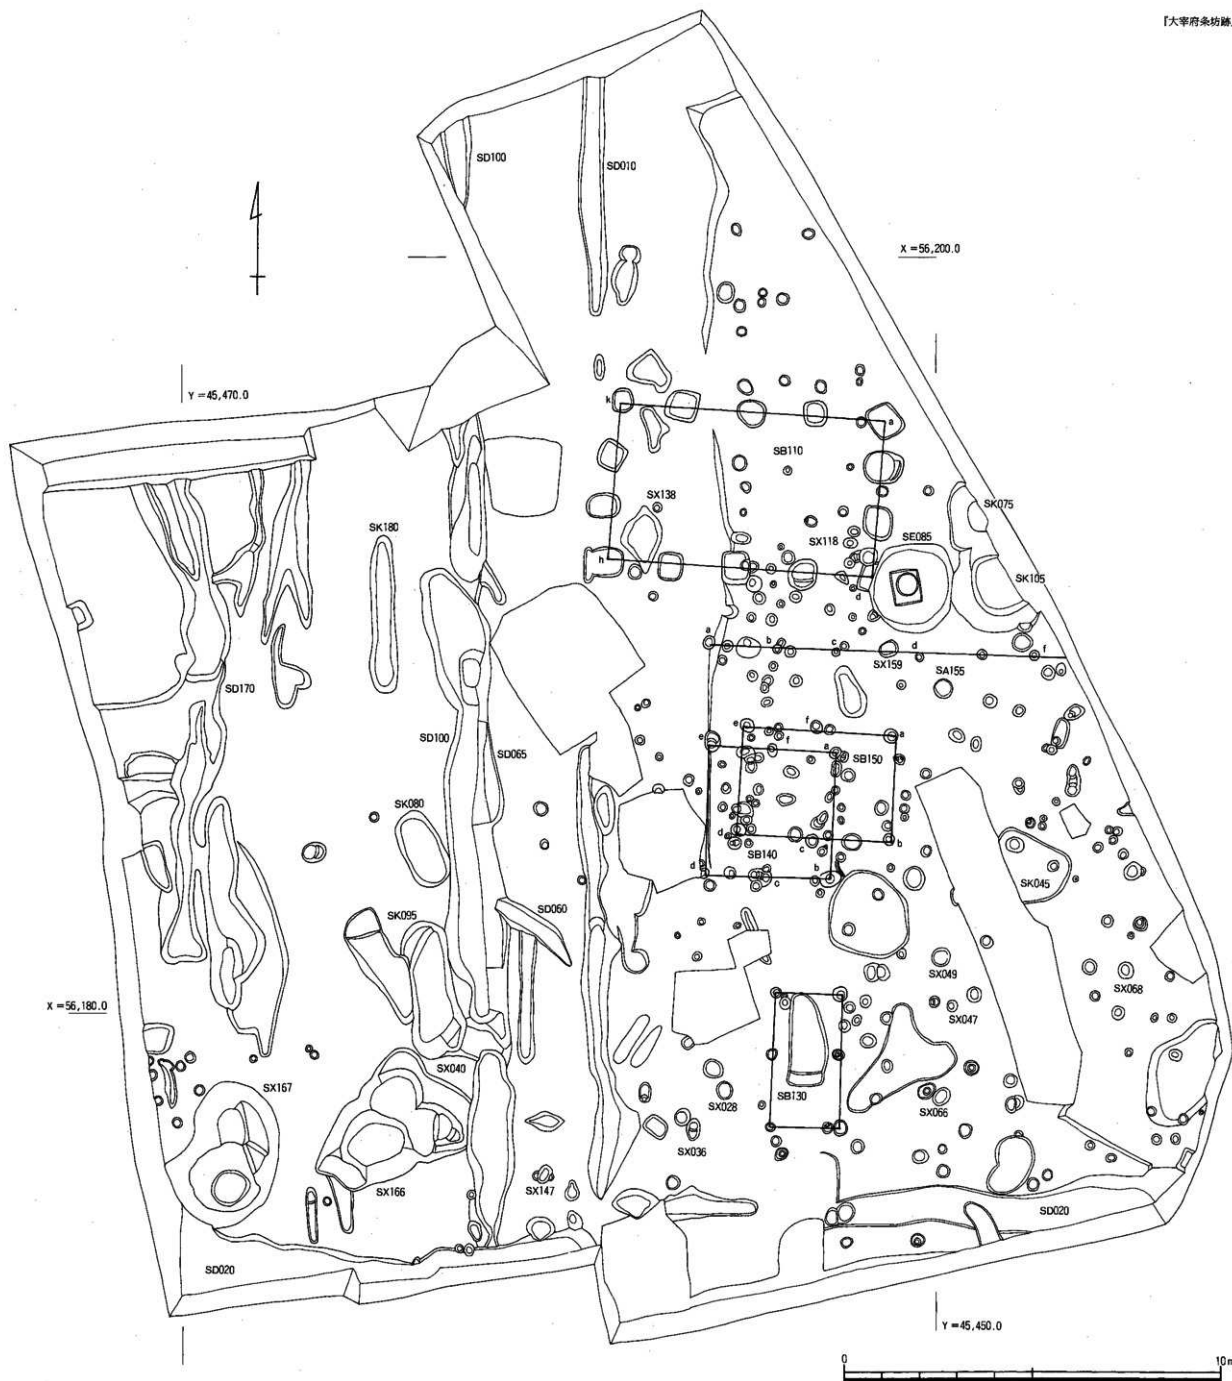 『大宰府条坊跡
SD100
SD010
X = 56,200.0
Y = 45,470.0
k
a
SB110
SK180
SX138
SX118
SE085
SK075
SK105
h
d
a
b
c
d
f
SX159
SA155
SD170
SD100
SD065
e
f
a
e
f
a
SB150
SK080
d
b
c
SB140
d
c
b
SK045
SK095
SD060
SX049
SX068
X = 56,180.0
SX047
SX040
SX167
SX028
SB130
SX066
SX036
SX166
SX147
SD020
SD020
Y = 45,450.0
0
10m